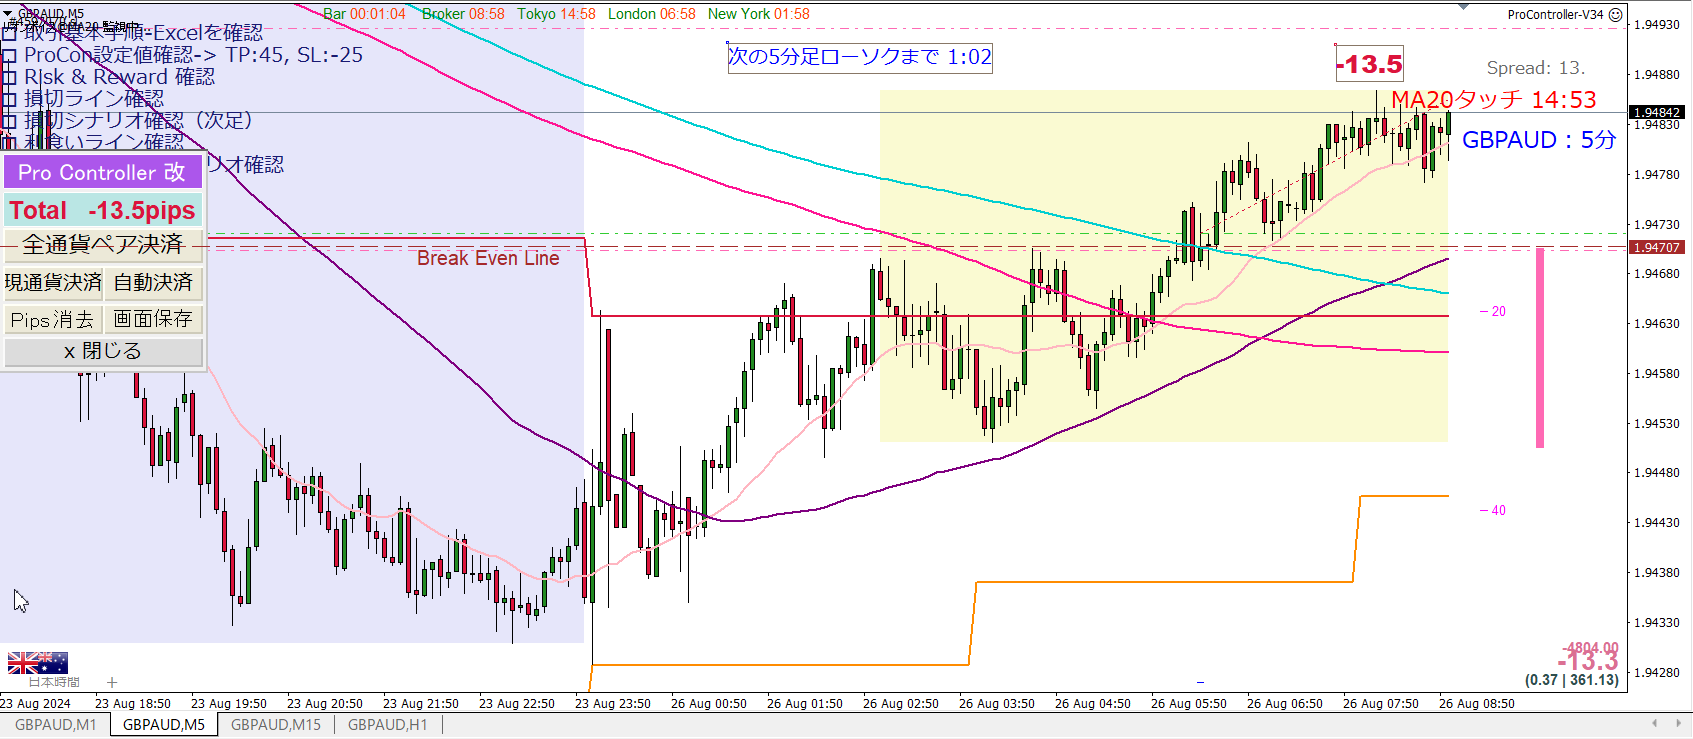 GBPAUD,M5
Bar 00:01:04 Broker 08:58 Tokyo 14:58 London 06:58 New York 01:58
ProController-V34
取引基本手順-Excelを確認
ProCon設定値確認-> TP:45, SL:-25
Risk & Reward 確認
損切ライン確認
損切シナリオ確認（次足）
利食いライン確認
リオ確認
次の5分足ローソクまで 1:02
-13.5
Spread: 13.
MA20タッチ 14:53
GBPAUD : 5分
Pro Controller 改
Total -13.5pips
全通貨ペア決済
現通貨決済 自動決済
Pips消去 画面保存
x 閉じる
Break Even Line
-20
-40
1.94930
1.94880
1.94842
1.94830
1.94780
1.94730
1.94707
1.94680
1.94630
1.94580
1.94530
1.94480
1.94430
1.94380
1.94330
1.94280
-4804.00
-13.3
(0.37 | 361.13)
日本時間
23 Aug 2024 23 Aug 18:50 23 Aug 19:50 23 Aug 20:50 23 Aug 21:50 23 Aug 22:50 23 Aug 23:50 26 Aug 00:50 26 Aug 01:50 26 Aug 02:50 26 Aug 03:50 26 Aug 04:50 26 Aug 05:50 26 Aug 06:50 26 Aug 07:50 26 Aug 08:50
GBPAUD,M1 GBPAUD,M5 GBPAUD,M15 GBPAUD,H1